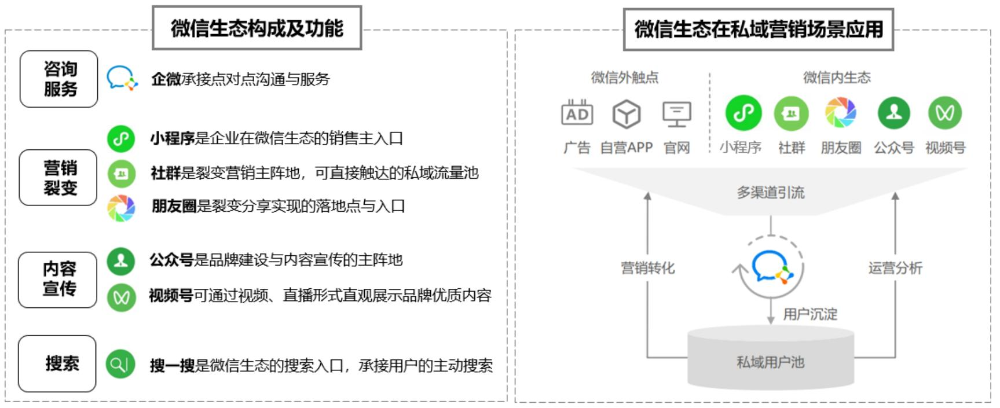 微信生态构成及功能
咨询
服务
企微承接点对点沟通与服务
营销
裂变
小程序是企业在微信生态的销售主入口
社群是裂变营销主阵地，可直接触达的私域流量池
朋友圈是裂变分享实现的落地点与入口
内容
宣传
公众号是品牌建设与内容宣传的主阵地
视频号可通过视频、直播形式直观展示品牌优质内容
搜索
搜一搜是微信生态的搜索入口，承接用户的主动搜索
微信生态在私域营销场景应用
微信外触点
微信内生态
AD
广告 自营APP 官网
小程序 社群 朋友圈 公众号 视频号
多渠道引流
营销转化
运营分析
用户沉淀
私域用户池